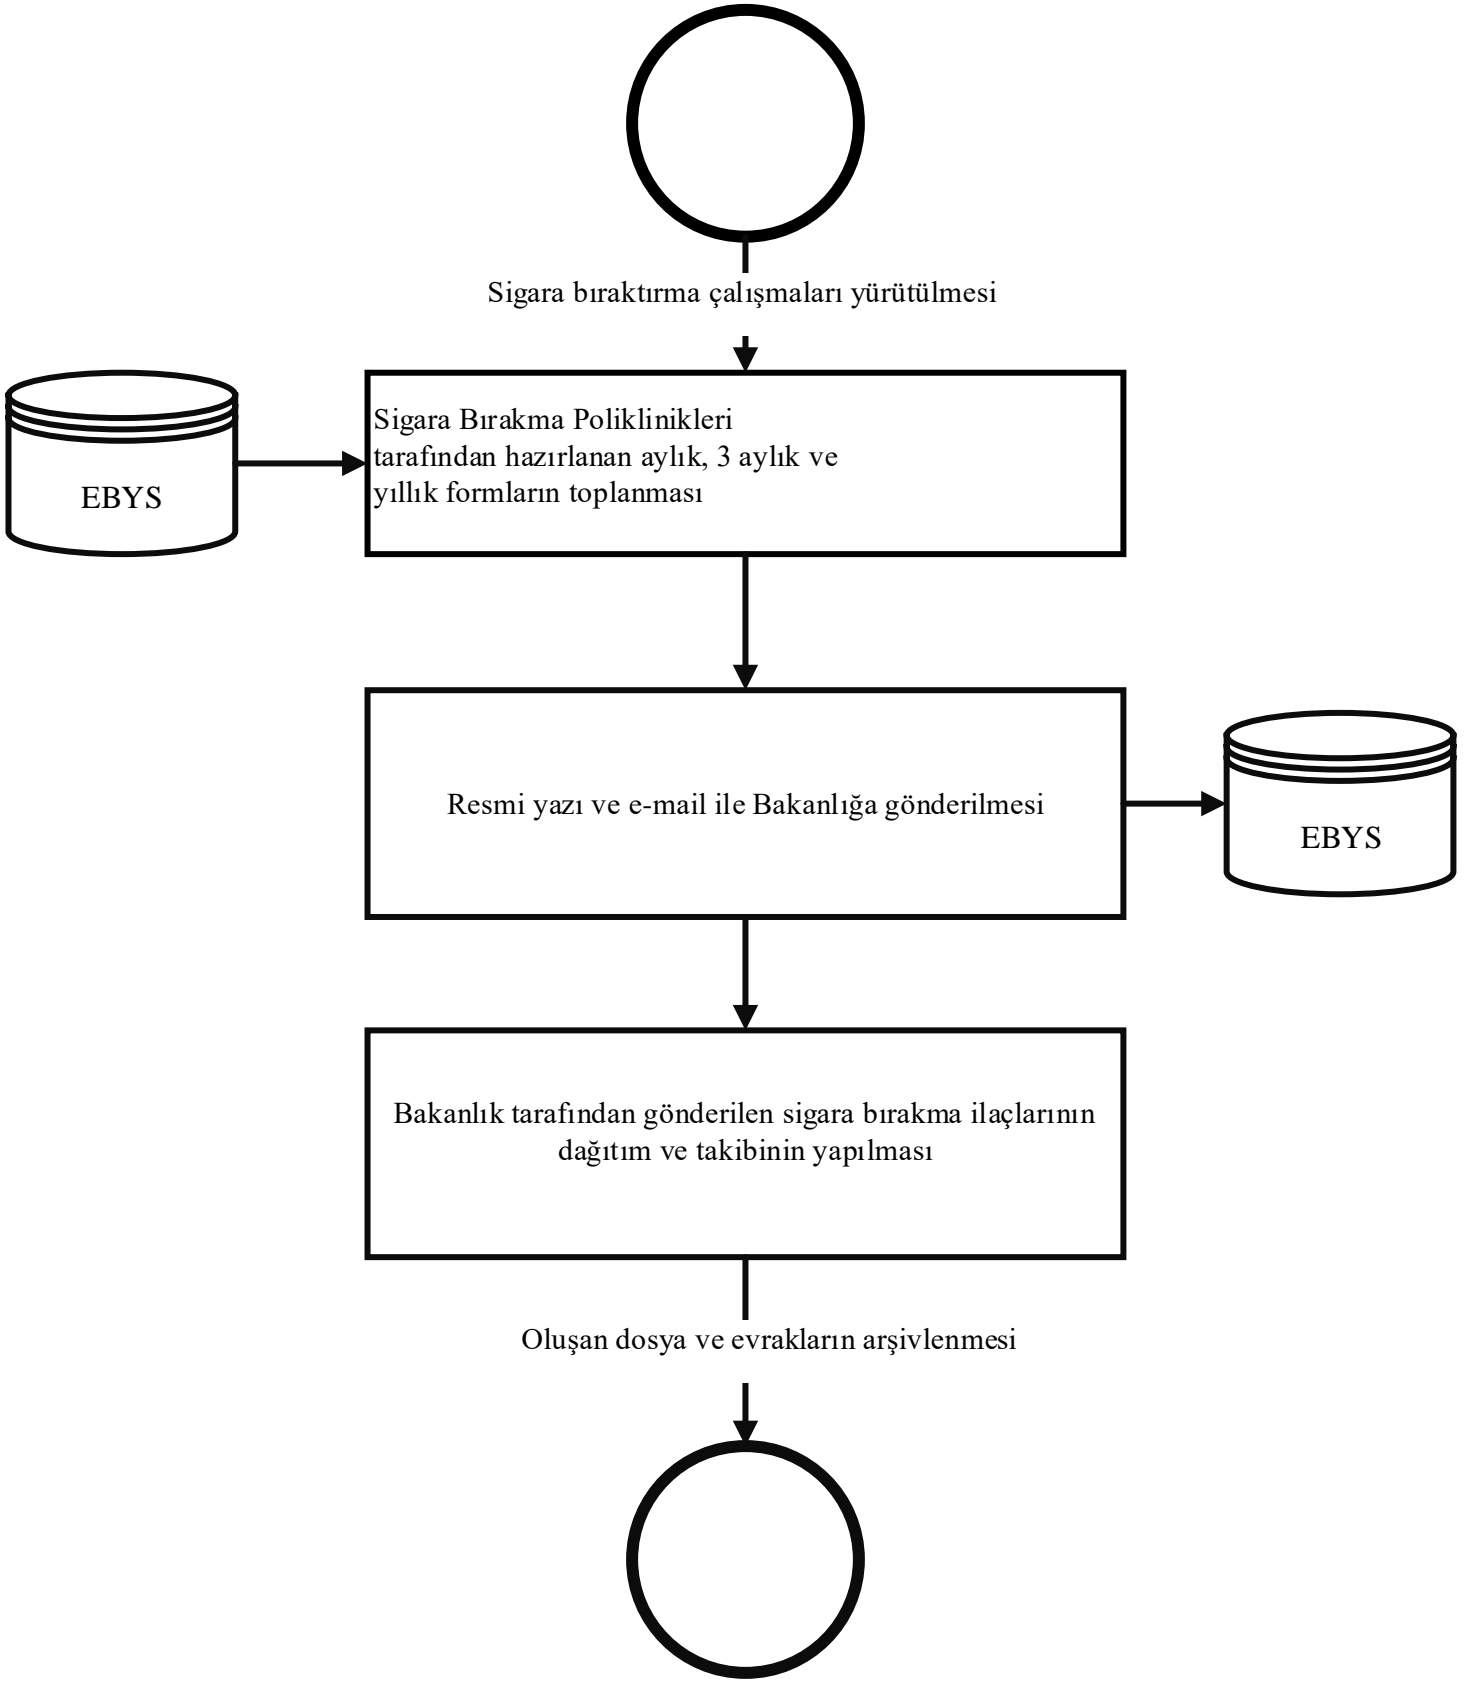 Sigara bıraktırma çalışmaları yürütülmesi
Sigara Bırakma Poliklinikleri
tarafından hazırlanan aylık, 3 aylık ve
yıllık formların toplanması
EBYS
Resmi yazı ve e-mail ile Bakanlığa gönderilmesi
EBYS
Bakanlık tarafından gönderilen sigara bırakma ilaçlarının
dağıtım ve takibinin yapılması
Oluşan dosya ve evrakların arşivlenmesi